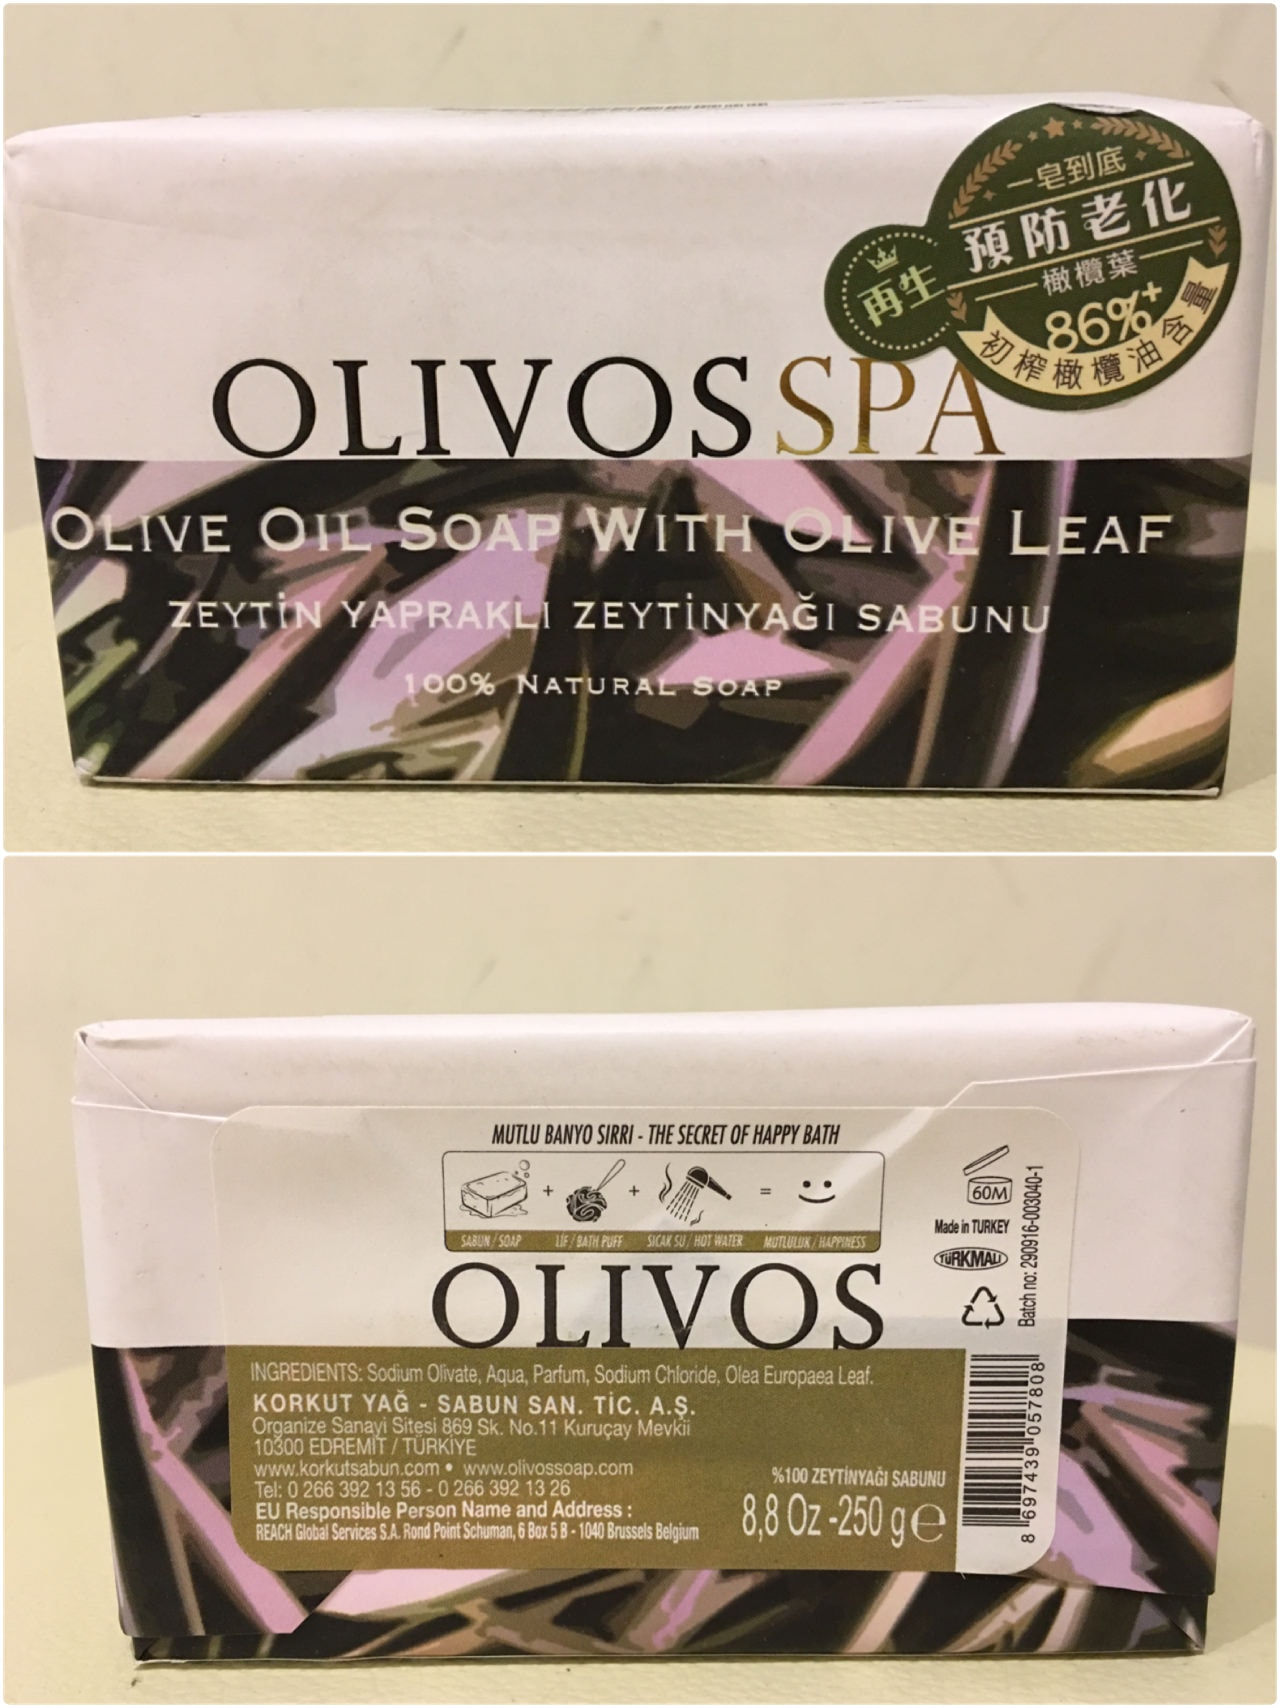 一皂到底
預防老化
再生
橄欖葉
86%+
初榨橄欖油含量
OLIVOS SPA
OLIVE OIL SOAP WITH OLIVE LEAF
ZEYTİN YAPRAKLI ZEYTİNYAĞI SABUNU
100% NATURAL SOAP
MUTLU BANYO SIRRI - THE SECRET OF HAPPY BATH
+ + =
SABUN / SOAP LİF / BATH PUFF SICAK SU / HOT WATER MUTLULUK / HAPPINESS
60M
Made in TURKEY
TÜRKMALI
Batch no: 290916-003040-1
OLIVOS
INGREDIENTS: Sodium Olivate, Aqua, Parfum, Sodium Chloride, Olea Europaea Leaf.
KORKUT YAĞ - SABUN SAN. TİC. A.Ş.
Organize Sanayi Sitesi 869 Sk. No.11 Kuruçay Mevkii
10300 EDREMİT / TÜRKİYE
www.korkutsabun.com • www.olivossoap.com
Tel: 0 266 392 13 56 - 0 266 392 13 26
EU Responsible Person Name and Address :
REACH Global Services S.A. Rond Point Schuman, 6 Box 5 B - 1040 Brussels Belgium
%100 ZEYTİNYAĞI SABUNU
8,8 Oz -250 g e
8 697439 057808